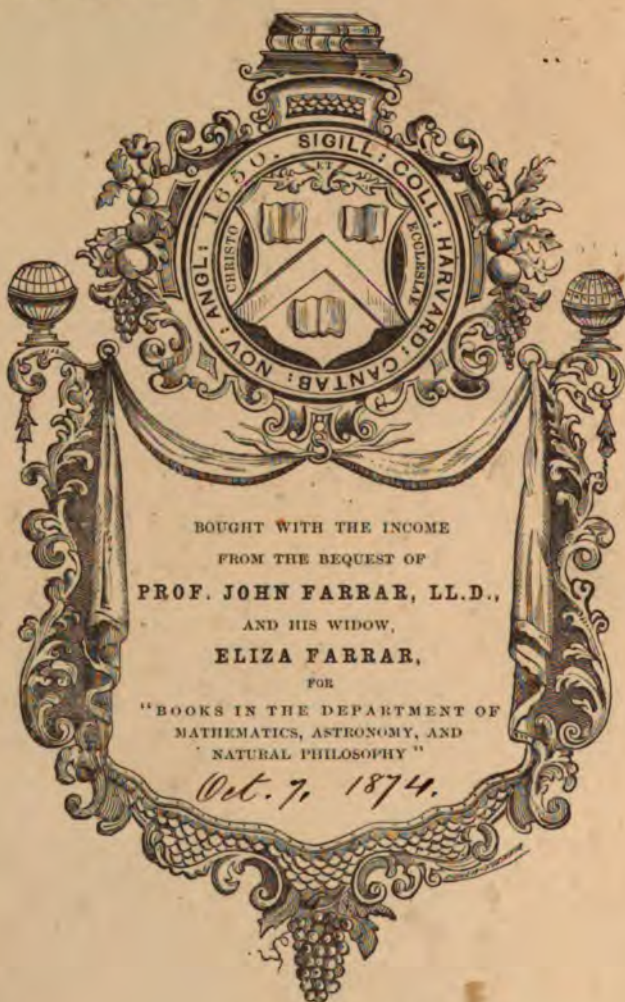 SIGILL: COLL: HARVARD: CANTAB: NOV: ANGL: 1650.
ET
CHRISTO
ECCLESIAE
BOUGHT WITH THE INCOME
FROM THE BEQUEST OF
PROF. JOHN FARRAR, LL.D.,
AND HIS WIDOW,
ELIZA FARRAR,
FOR
"BOOKS IN THE DEPARTMENT OF
MATHEMATICS, ASTRONOMY, AND
NATURAL PHILOSOPHY"
Oct. 7, 1874.